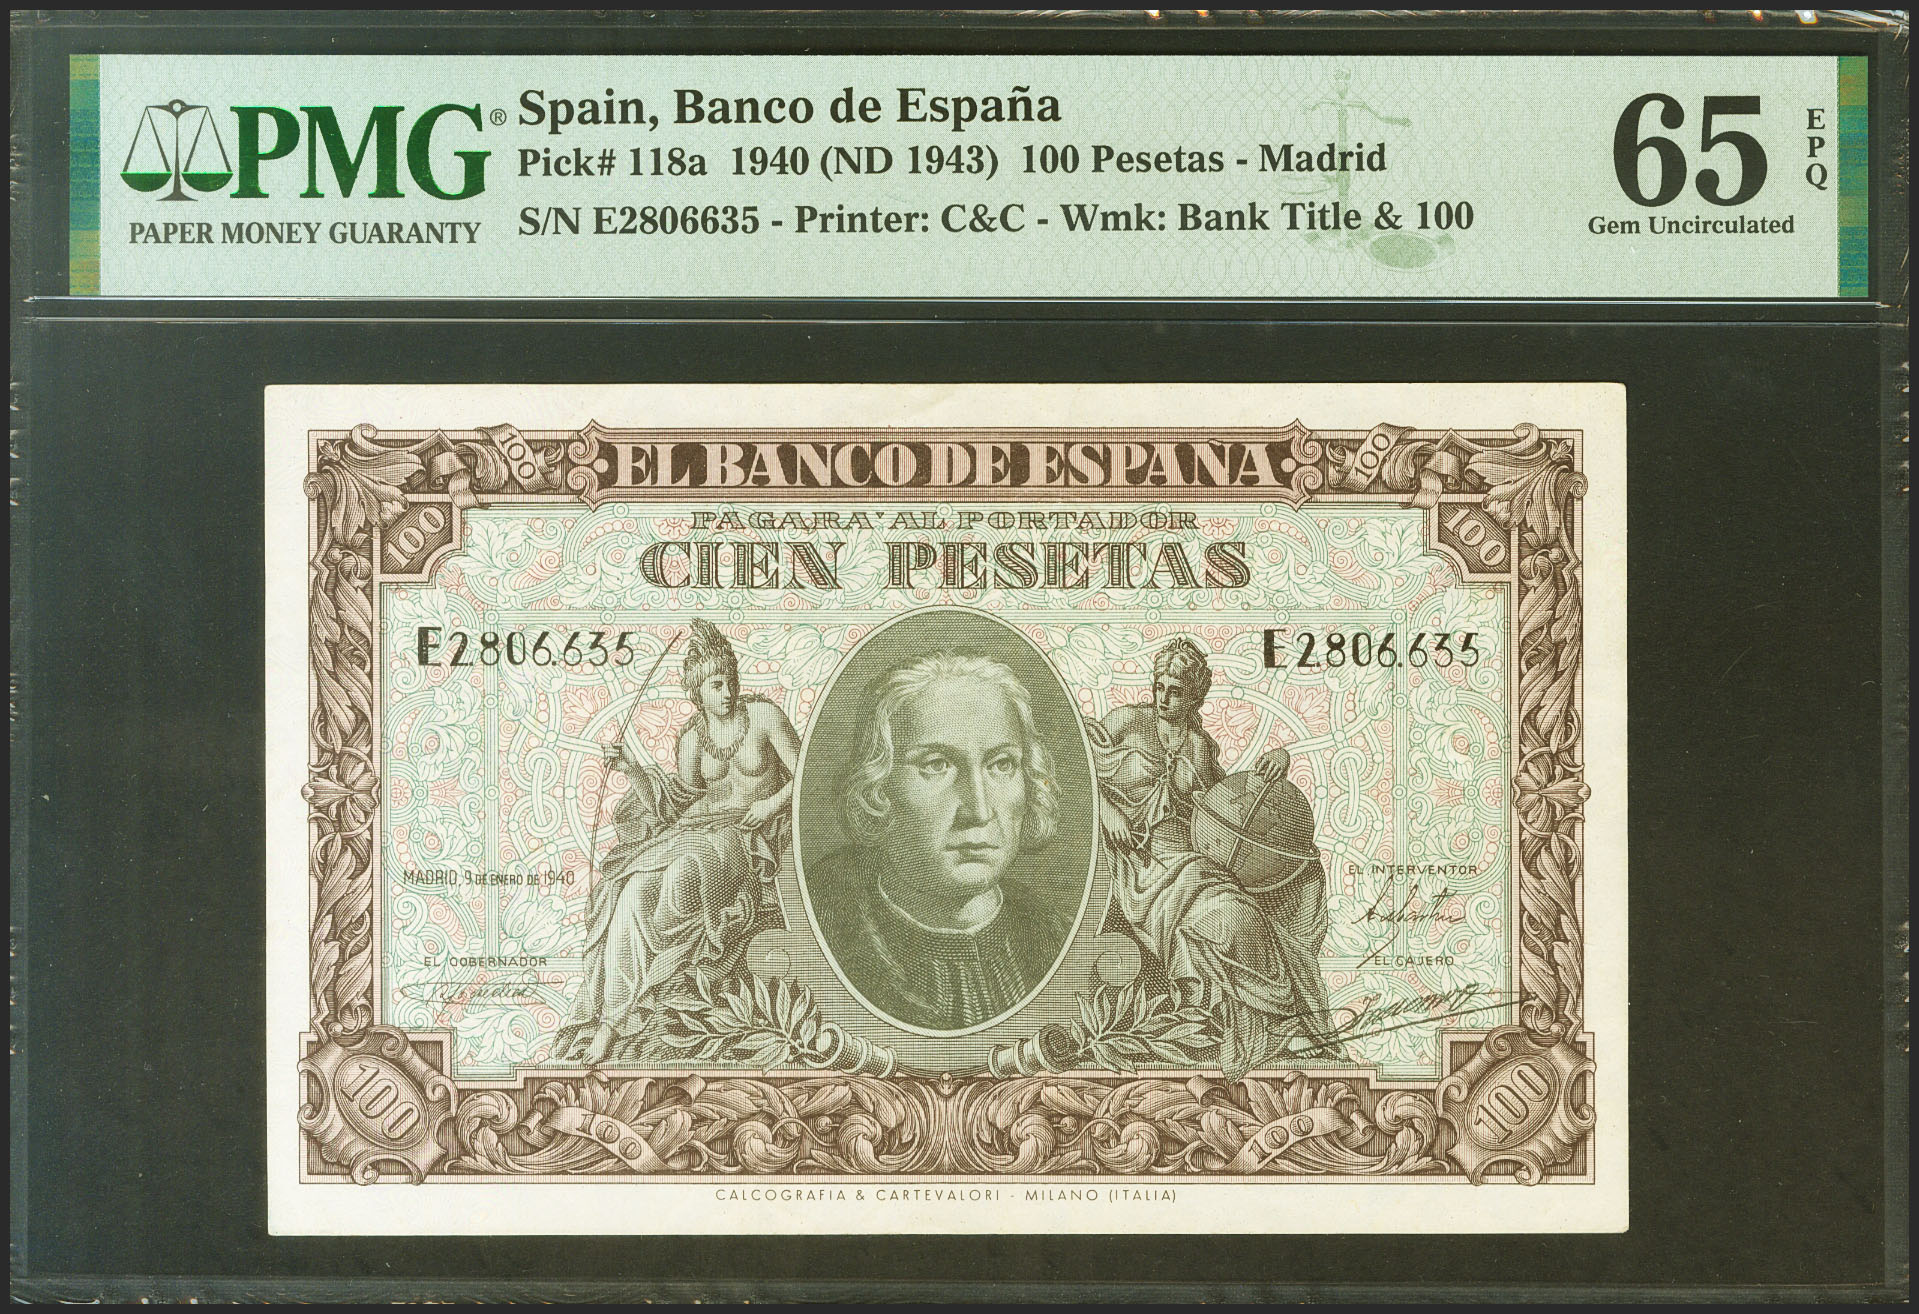 PMG®
PAPER MONEY GUARANTY
Spain, Banco de España
Pick# 118a 1940 (ND 1943) 100 Pesetas - Madrid
S/N E2806635 - Printer: C&C - Wmk: Bank Title & 100
65
EPQ
Gem Uncirculated
100 100
EL BANCO DE ESPAÑA
100 100
PAGARA' AL PORTADOR
CIEN PESETAS
E2.806.635 E2.806.635
MADRID, 9 DE ENERO DE 1940
EL INTERVENTOR
EL GOBERNADOR
EL CAJERO
100 100
100 100
CALCOGRAFIA & CARTEVALORI - MILANO (ITALIA)